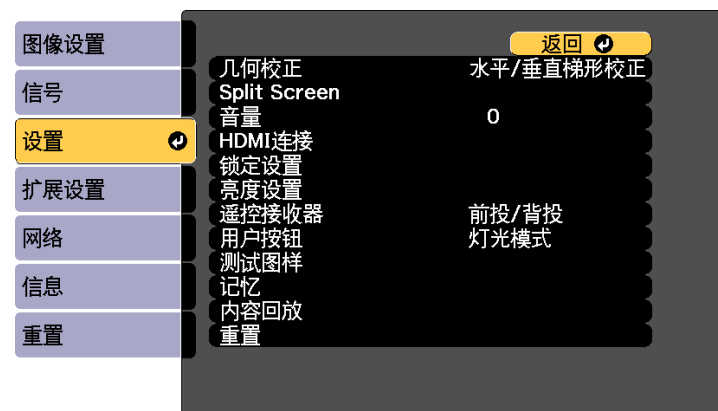 图像设置
信号
设置
扩展设置
网络
信息
重置
返回
几何校正 水平/垂直梯形校正
Split Screen
音量 0
HDMI连接
锁定设置
亮度设置
遥控接收器 前投/背投
用户按钮 灯光模式
测试图样
记忆
内容回放
重置